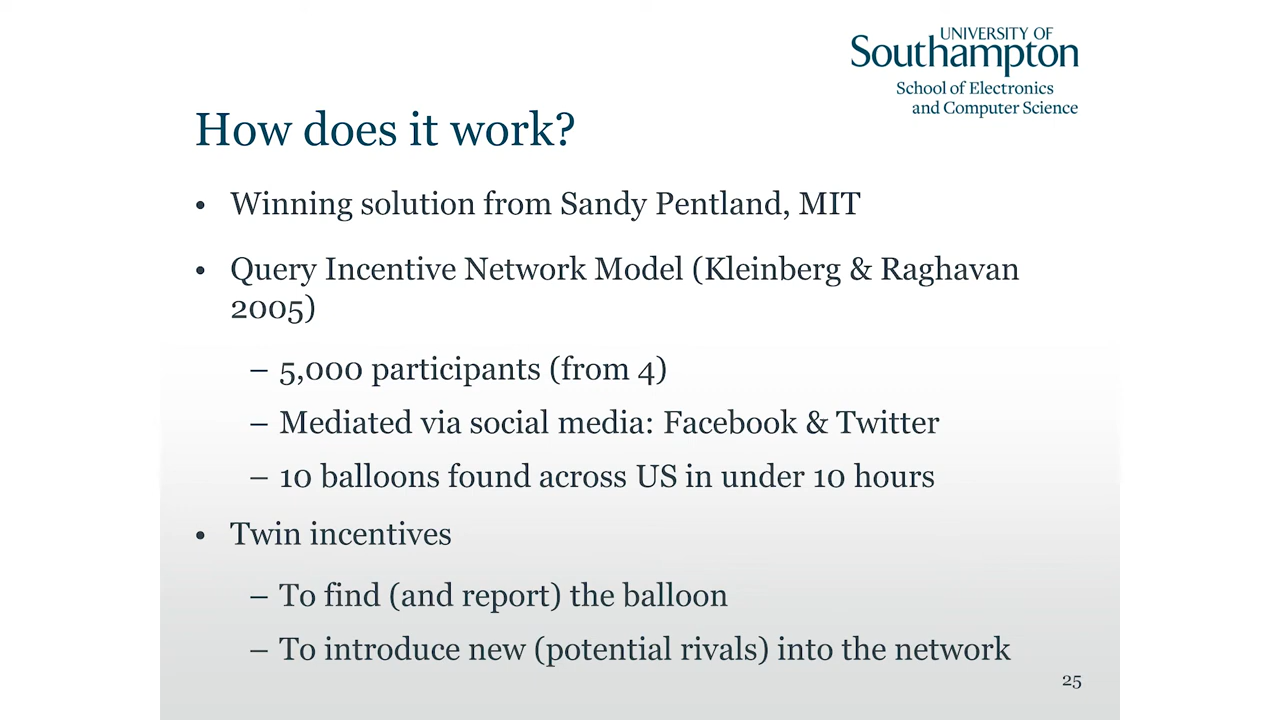 UNIVERSITY OF
Southampton
School of Electronics
and Computer Science
How does it work?
• Winning solution from Sandy Pentland, MIT
• Query Incentive Network Model (Kleinberg & Raghavan
2005)
– 5,000 participants (from 4)
– Mediated via social media: Facebook & Twitter
– 10 balloons found across US in under 10 hours
• Twin incentives
– To find (and report) the balloon
– To introduce new (potential rivals) into the network
25